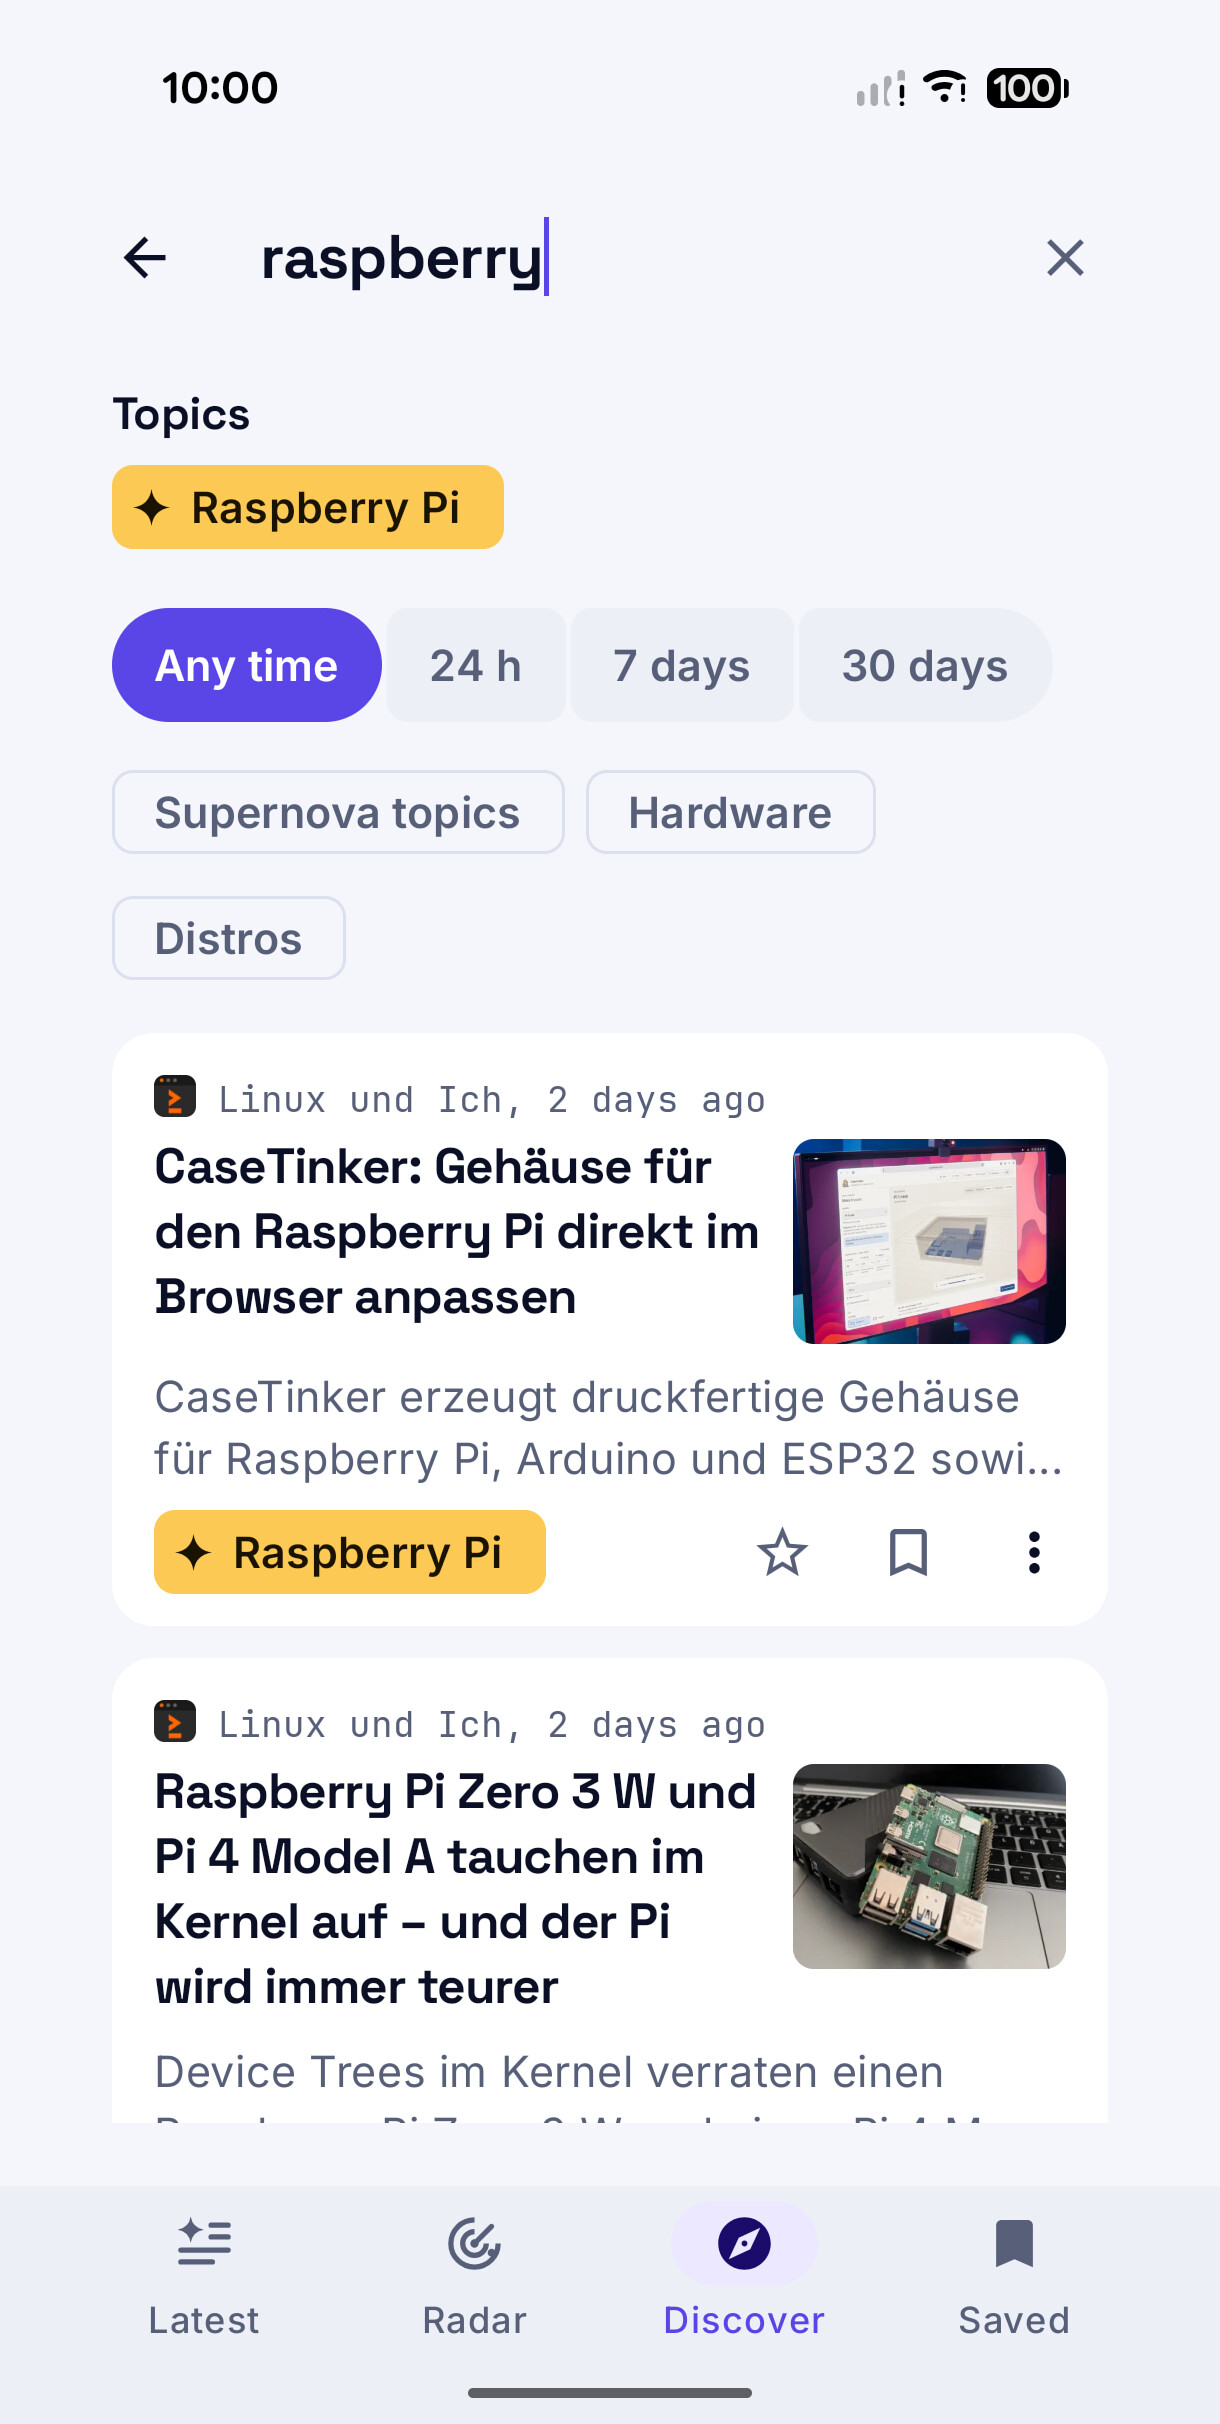 10:00
100
raspberry
Topics
Raspberry Pi
Any time
24 h
7 days
30 days
Supernova topics
Hardware
Distros
Linux und Ich, 2 days ago
CaseTinker: Gehäuse für
den Raspberry Pi direkt im
Browser anpassen
CaseTinker erzeugt druckfertige Gehäuse
für Raspberry Pi, Arduino und ESP32 sowi...
Raspberry Pi
Linux und Ich, 2 days ago
Raspberry Pi Zero 3 W und
Pi 4 Model A tauchen im
Kernel auf – und der Pi
wird immer teurer
Device Trees im Kernel verraten einen
Latest
Radar
Discover
Saved